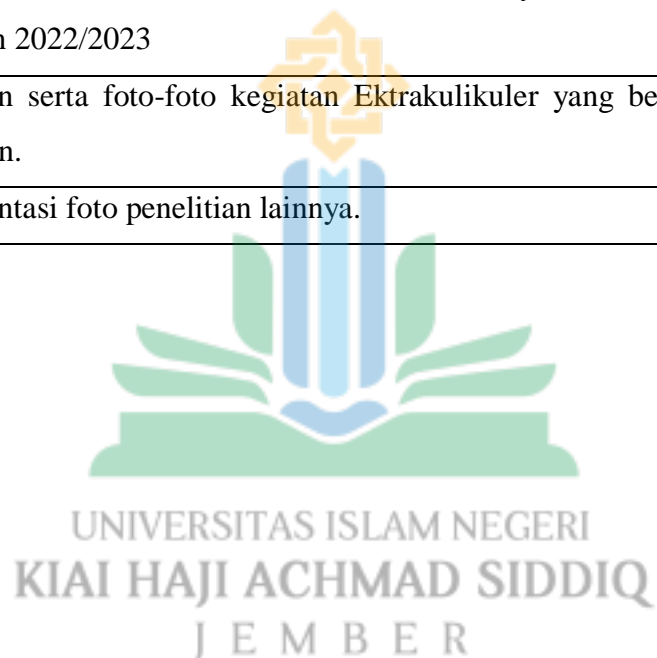 n 2022/2023
n serta foto-foto kegiatan Ektrakulikuler yang be
n.
ntasi foto penelitian lainnya.
UNIVERSITAS ISLAM NEGERI
KIAI HAJI ACHMAD SIDDIQ
J E M B E R